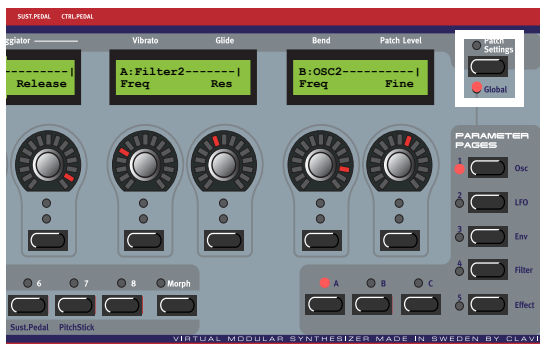 SUST.PEDAL CTRL.PEDAL
ggiator Vibrato Glide Bend Patch Level
Patch
Settings
A:Filter2-------| B:OSC2----------|
Release Freq Res Freq Fine
Global
PARAMETER
PAGES
1 Osc
2 LFO
3 Env
4 Filter
5 Effect
6 7 8 Morph A B C
Sust.Pedal PitchStick
VIRTUAL MODULAR SYNTHESIZER MADE IN SWEDEN BY CLAVI